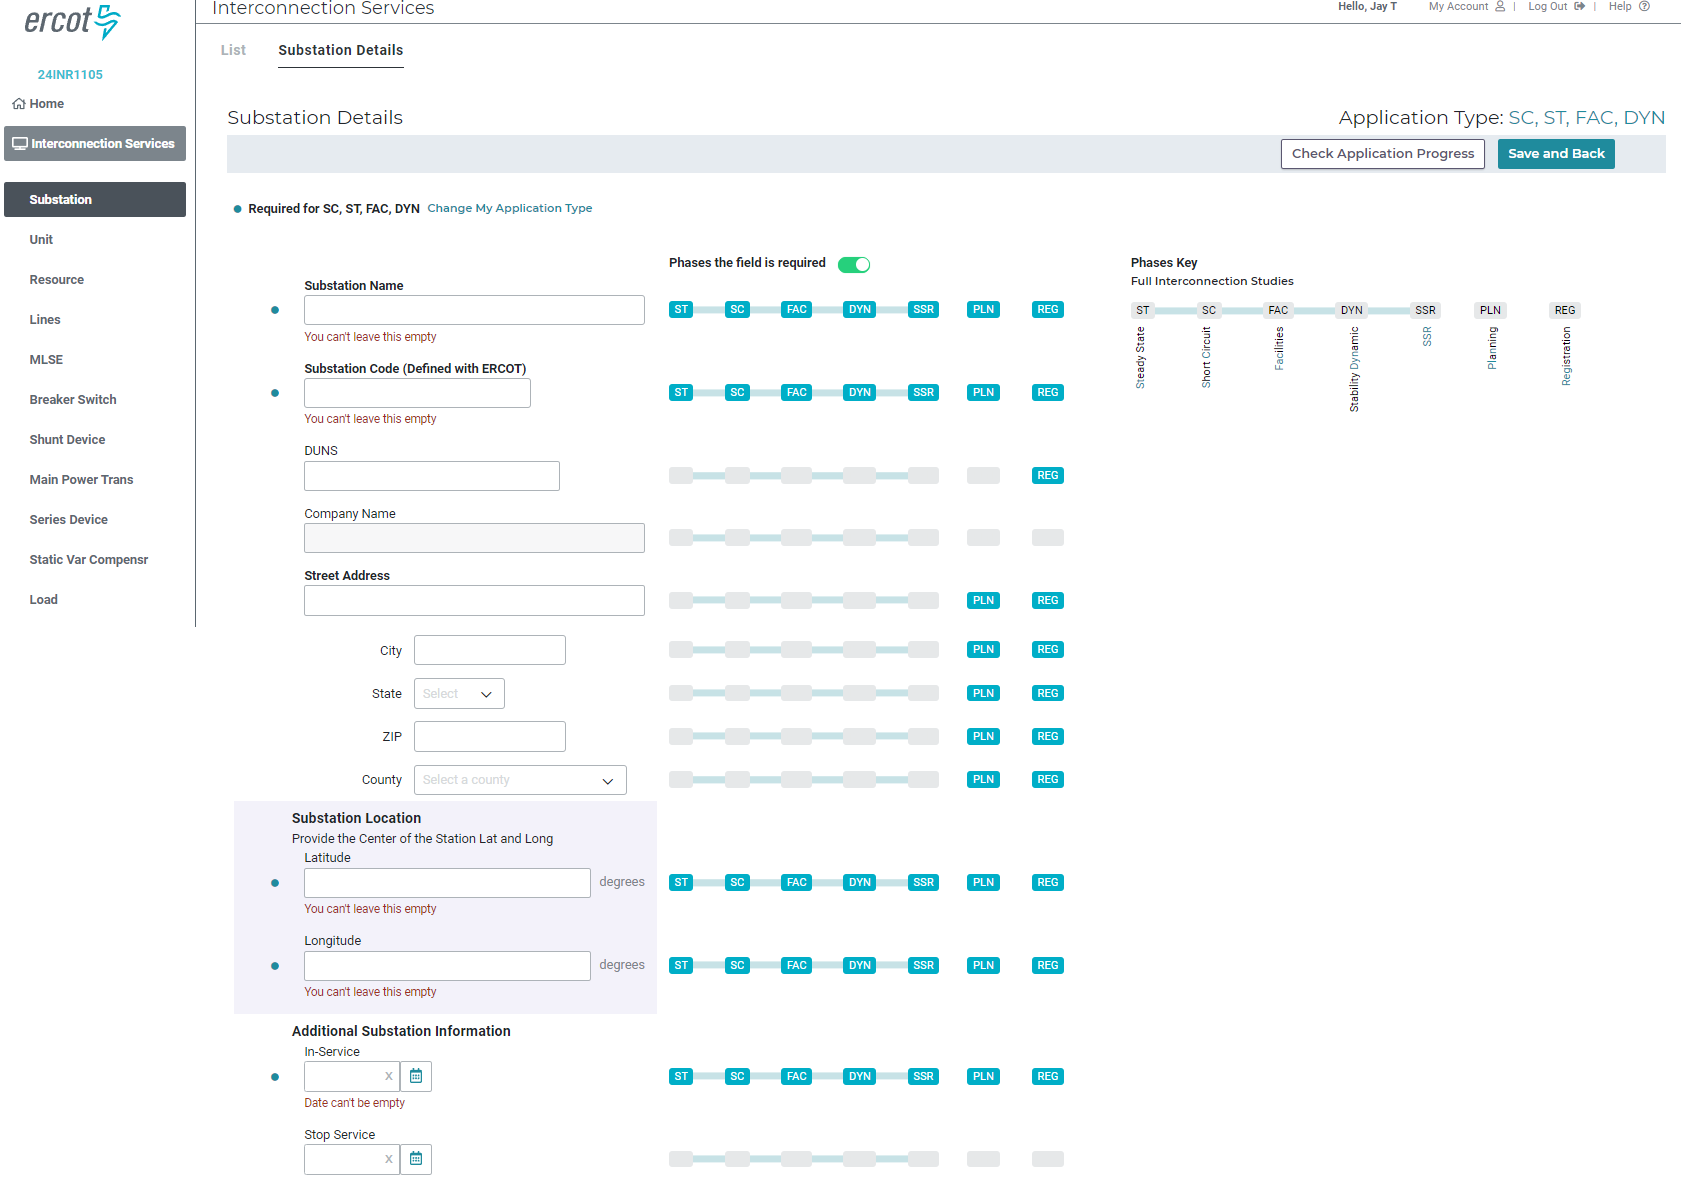 ercot
Interconnection Services
Hello, Jay T
My Account | Log Out | Help
List Substation Details
24INR1105
Home
Interconnection Services
Substation
Unit
Resource
Lines
MLSE
Breaker Switch
Shunt Device
Main Power Trans
Series Device
Static Var Compensr
Load
Substation Details
Application Type: SC, ST, FAC, DYN
Check Application Progress Save and Back
Required for SC, ST, FAC, DYN Change My Application Type
Phases the field is required
Phases Key
Full Interconnection Studies
ST SC FAC DYN SSR PLN REG
Steady State
Short Circuit
Facilities
Stability Dynamic
SSR
Planning
Registration
Substation Name
ST SC FAC DYN SSR PLN REG
You can't leave this empty
Substation Code (Defined with ERCOT)
ST SC FAC DYN SSR PLN REG
You can't leave this empty
DUNS
REG
Company Name
Street Address
PLN REG
City PLN REG
State Select PLN REG
ZIP PLN REG
County Select a county PLN REG
Substation Location
Provide the Center of the Station Lat and Long
Latitude
degrees ST SC FAC DYN SSR PLN REG
You can't leave this empty
Longitude
degrees ST SC FAC DYN SSR PLN REG
You can't leave this empty
Additional Substation Information
In-Service
X ST SC FAC DYN SSR PLN REG
Date can't be empty
Stop Service
X